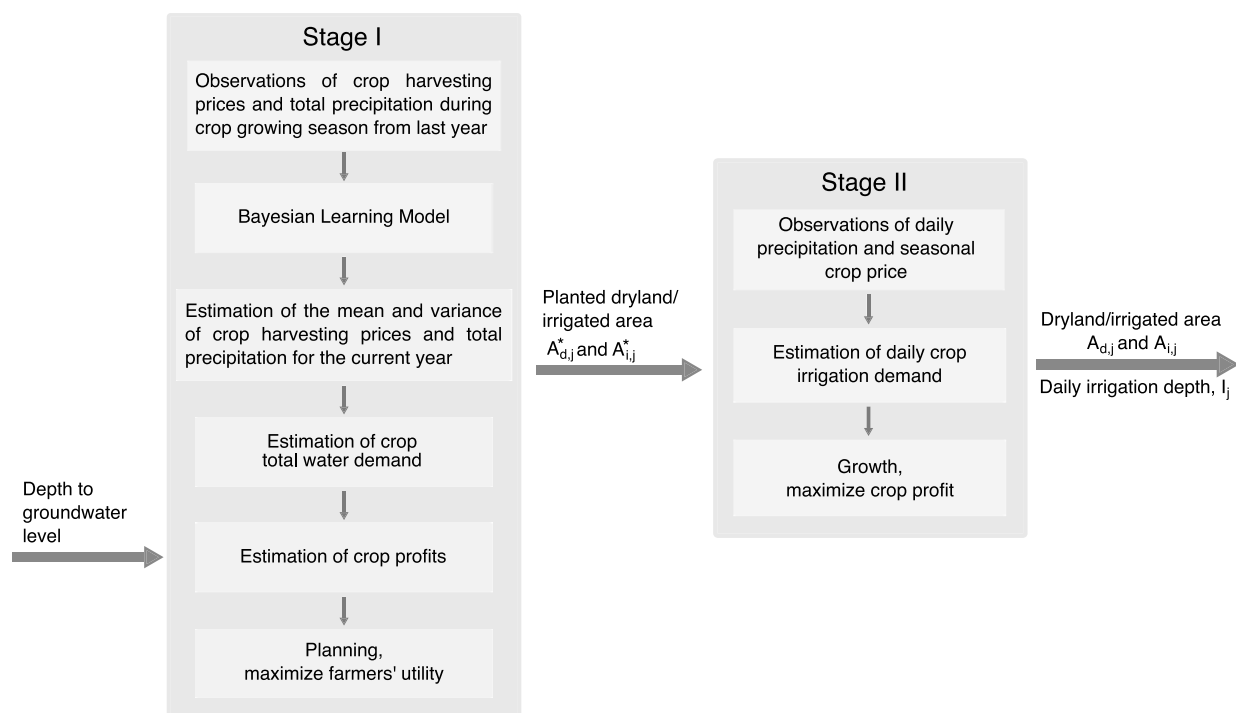 Stage I
Observations of crop harvesting
prices and total precipitation during
crop growing season from last year
Bayesian Learning Model
Estimation of the mean and variance
of crop harvesting prices and total
precipitation for the current year
Estimation of crop
total water demand
Depth to
groundwater
level
Estimation of crop profits
Planning,
maximize farmers' utility
Planted dryland/
irrigated area
A*d,j and A*i,j
Stage II
Observations of daily
precipitation and seasonal
crop price
Estimation of daily crop
irrigation demand
Growth,
maximize crop profit
Dryland/irrigated area
Ad,j and Ai,j
Daily irrigation depth, Ij